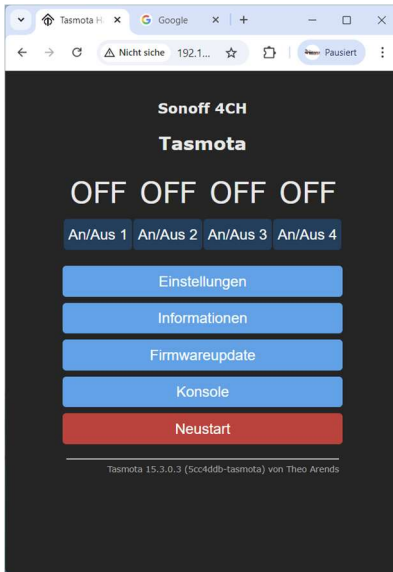 Tasmota H
Google
Nicht siche
192.1...
Pausiert
Sonoff 4CH
Tasmota
OFF OFF OFF OFF
An/Aus 1 An/Aus 2 An/Aus 3 An/Aus 4
Einstellungen
Informationen
Firmwareupdate
Konsole
Neustart
Tasmota 15.3.0.3 (5cc4ddb-tasmota) von Theo Arends